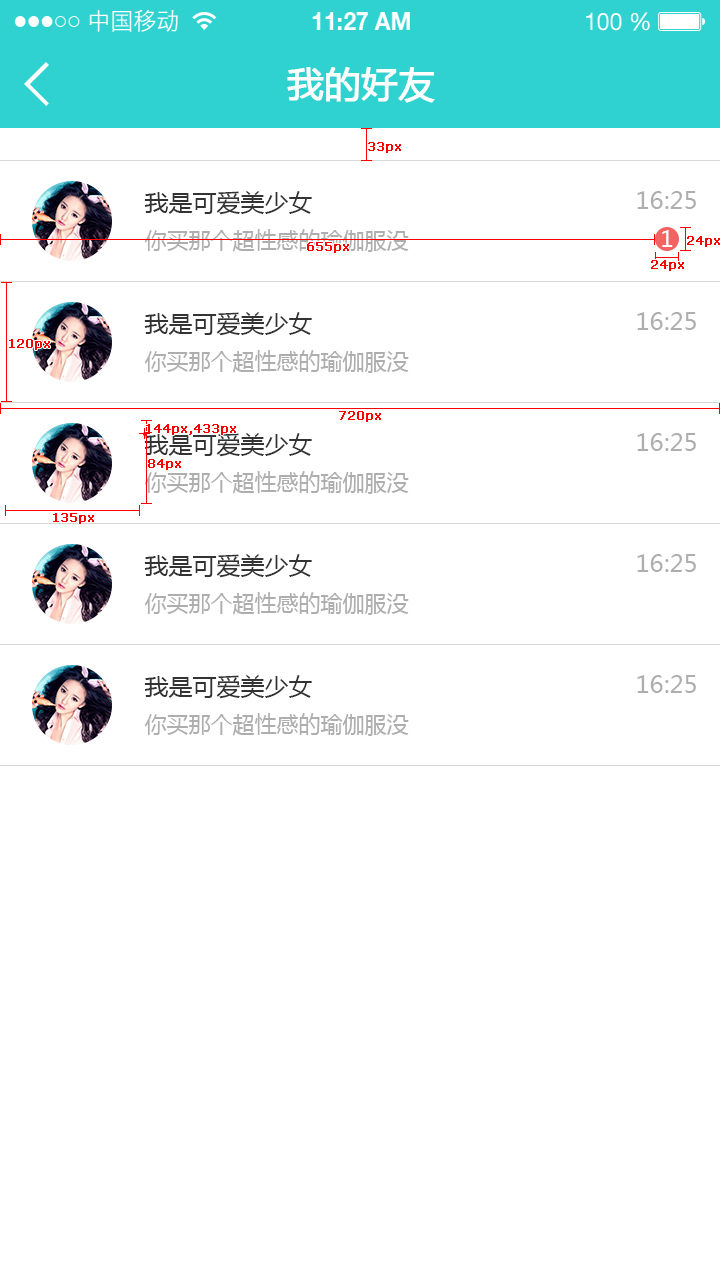 中国移动 11:27 AM 100 %
我的好友
33px
我是可爱美少女 16:25
你买那个超性感的瑜伽服没 1
655px
24px
24px
我是可爱美少女 16:25
120px
你买那个超性感的瑜伽服没
720px
144px,433px
我是可爱美少女 16:25
84px
你买那个超性感的瑜伽服没
135px
我是可爱美少女 16:25
你买那个超性感的瑜伽服没
我是可爱美少女 16:25
你买那个超性感的瑜伽服没